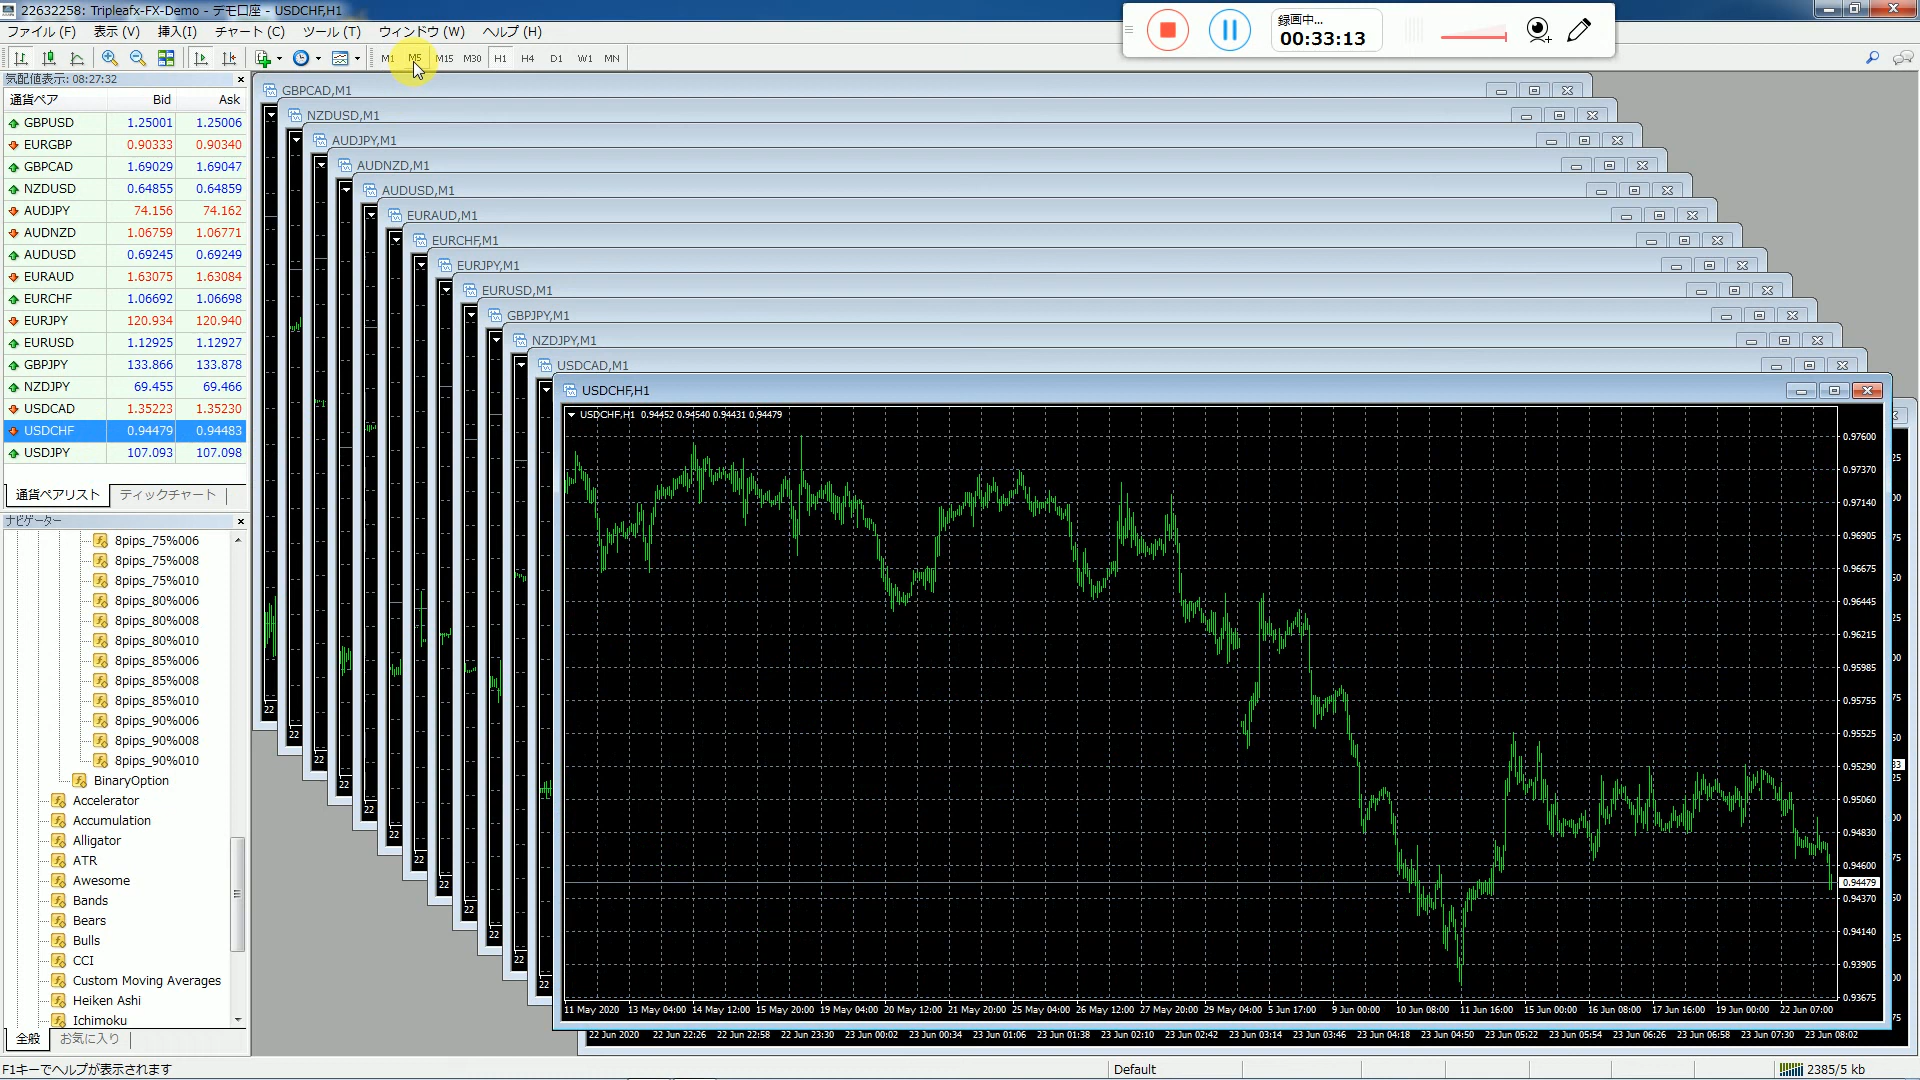 22632258: Tripleafx-FX-Demo - デモ口座 - USDCHF,H1
ファイル (F) 表示 (V) 挿入(I) チャート (C) ツール (T) ウィンドウ (W) ヘルプ (H)
録画中...
00:33:13
M1 M5 M15 M30 H1 H4 D1 W1 MN
気配値表示: 08:27:32
通貨ペア Bid Ask
GBPUSD 1.25001 1.25006
EURGBP 0.90333 0.90340
GBPCAD 1.69029 1.69047
NZDUSD 0.64855 0.64859
AUDJPY 74.156 74.162
AUDNZD 1.06759 1.06771
AUDUSD 0.69245 0.69249
EURAUD 1.63075 1.63084
EURCHF 1.06692 1.06698
EURJPY 120.934 120.940
EURUSD 1.12925 1.12927
GBPJPY 133.866 133.878
NZDJPY 69.455 69.466
USDCAD 1.35223 1.35230
USDCHF 0.94479 0.94483
USDJPY 107.093 107.098
通貨ペアリスト ティックチャート
ナビゲーター
8pips_75%006
8pips_75%008
8pips_75%010
8pips_80%006
8pips_80%008
8pips_80%010
8pips_85%006
8pips_85%008
8pips_85%010
8pips_90%006
8pips_90%008
8pips_90%010
BinaryOption
Accelerator
Accumulation
Alligator
ATR
Awesome
Bands
Bears
Bulls
CCI
Custom Moving Averages
Heiken Ashi
Ichimoku
全般 お気に入り
GBPCAD,M1
NZDUSD,M1
AUDJPY,M1
AUDNZD,M1
AUDUSD,M1
EURAUD,M1
EURCHF,M1
EURJPY,M1
EURUSD,M1
GBPJPY,M1
NZDJPY,M1
USDCAD,M1
USDCHF,H1
USDCHF,H1 0.94452 0.94540 0.94431 0.94479
0.97600
0.97370
0.97140
0.96905
0.96675
0.96445
0.96215
0.95985
0.95755
0.95525
0.95290
0.95060
0.94830
0.94600
0.94479
0.94370
0.94140
0.93905
0.93675
11 May 2020 13 May 04:00 14 May 12:00 15 May 20:00 19 May 04:00 20 May 12:00 21 May 20:00 25 May 04:00 26 May 12:00 27 May 20:00 29 May 04:00 5 Jun 17:00 9 Jun 00:00 10 Jun 08:00 11 Jun 16:00 15 Jun 00:00 16 Jun 08:00 17 Jun 16:00 19 Jun 00:00 22 Jun 07:00
22 Jun 2020 22 Jun 22:26 22 Jun 22:58 22 Jun 23:30 23 Jun 00:02 23 Jun 00:34 23 Jun 01:06 23 Jun 01:38 23 Jun 02:10 23 Jun 02:42 23 Jun 03:14 23 Jun 03:46 23 Jun 04:18 23 Jun 04:50 23 Jun 05:22 23 Jun 05:54 23 Jun 06:26 23 Jun 06:58 23 Jun 07:30 23 Jun 08:02
F1キーでヘルプが表示されます
Default
2385/5 kb